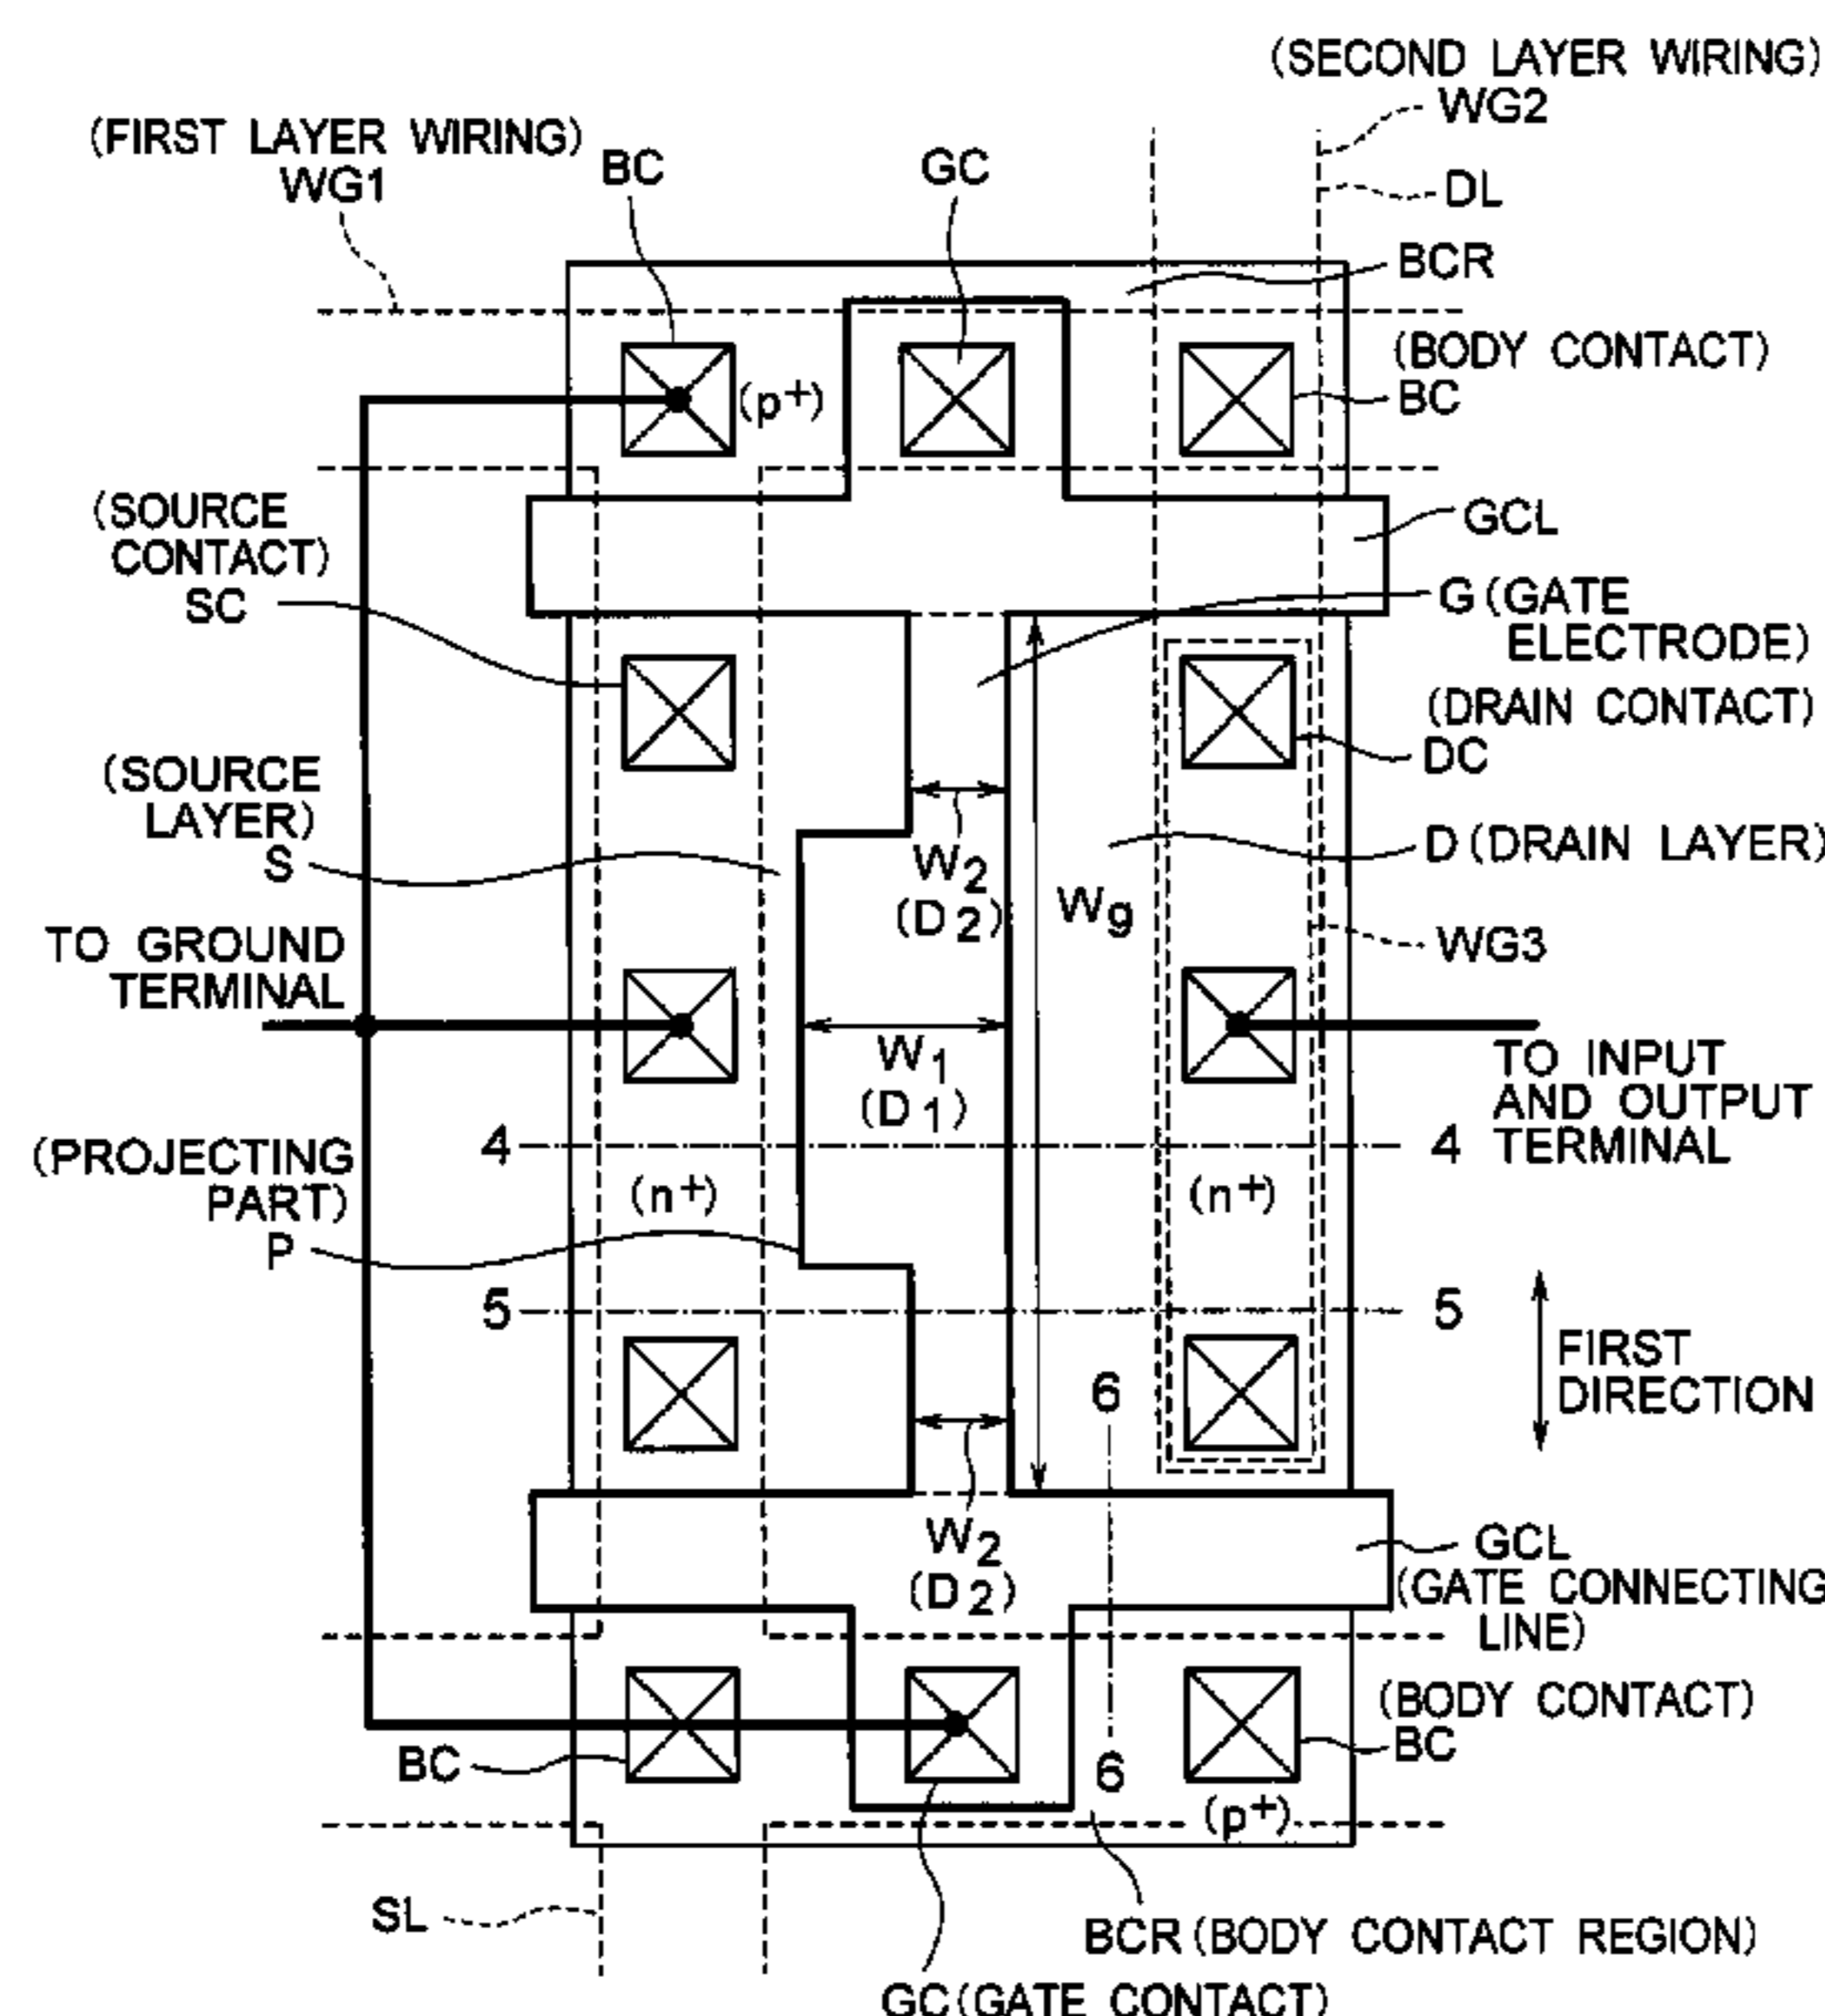 (SECOND LAYER WIRING)
WG2
(FIRST LAYER WIRING)
WG1
BC
GC
DL
BCR
(BODY CONTACT)
BC
(p+)
(SOURCE
CONTACT)
SC
GCL
G (GATE
ELECTRODE)
(DRAIN CONTACT)
DC
(SOURCE
LAYER)
S
W2
(D2)
Wg
D (DRAIN LAYER)
WG3
TO GROUND
TERMINAL
W1
(D1)
TO INPUT
AND OUTPUT
TERMINAL
4
4
(PROJECTING
PART)
P
(n+)
(n+)
5
5
FIRST
DIRECTION
6
W2
(D2)
GCL
(GATE CONNECTING
LINE)
(BODY CONTACT)
BC
BC
6
(p+)
SL
BCR (BODY CONTACT REGION)
GC (GATE CONTACT)